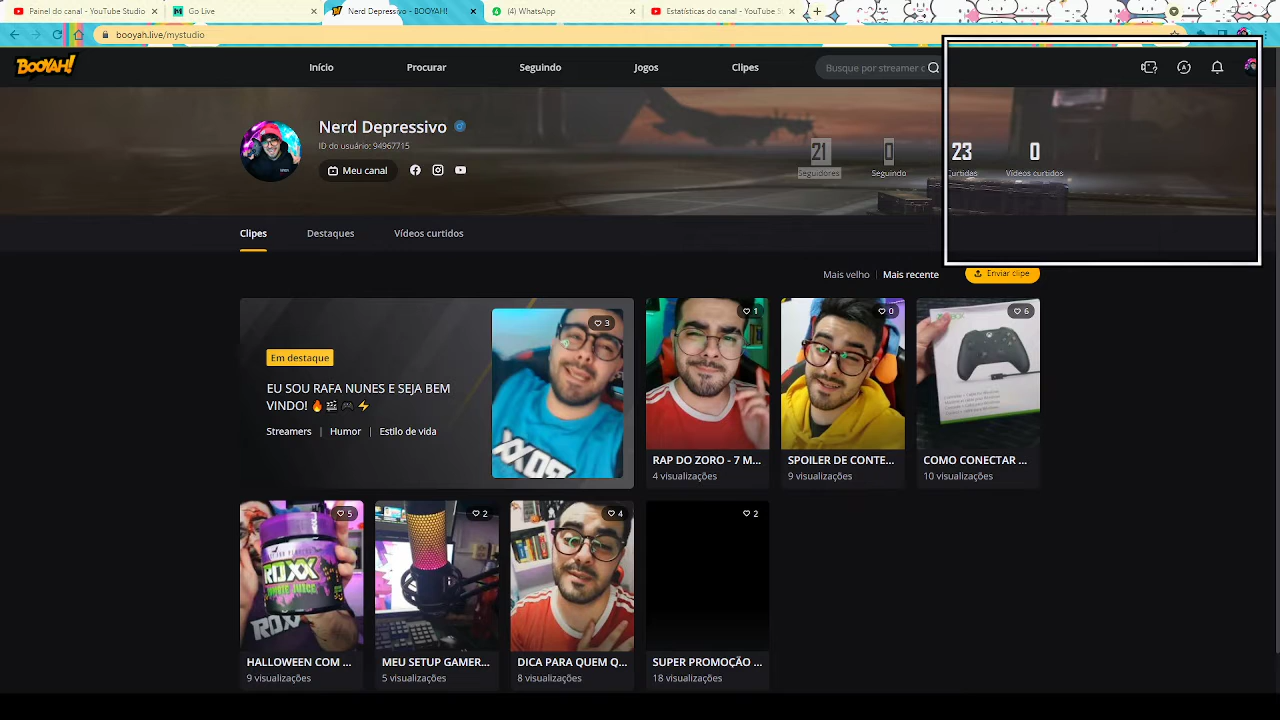 Painel do canal - YouTube Studio
Go Live
Nerd Depressivo - BOOYAH!
(4) WhatsApp
Estatísticas do canal - YouTube S
booyah.live/mystudio
BOOYAH!
Início
Procurar
Seguindo
Jogos
Clipes
Busque por streamer c
Nerd Depressivo
ID do usuário: 94967715
Meu canal
21
Seguidores
0
Seguindo
23
Curtidas
0
Vídeos curtidos
Clipes
Destaques
Vídeos curtidos
Mais velho
Mais recente
Enviar clipe
Em destaque
EU SOU RAFA NUNES E SEJA BEM
VINDO! 🔥🎬🎮⚡
Streamers | Humor | Estilo de vida
3
1
RAP DO ZORO - 7 M...
4 visualizações
0
SPOILER DE CONTE...
9 visualizações
6
XBOX
COMO CONECTAR ...
10 visualizações
5
ROXX
ZOMBIE JUICE
HALLOWEEN COM ...
9 visualizações
2
MEU SETUP GAMER...
5 visualizações
4
DICA PARA QUEM Q...
8 visualizações
2
SUPER PROMOÇÃO ...
18 visualizações